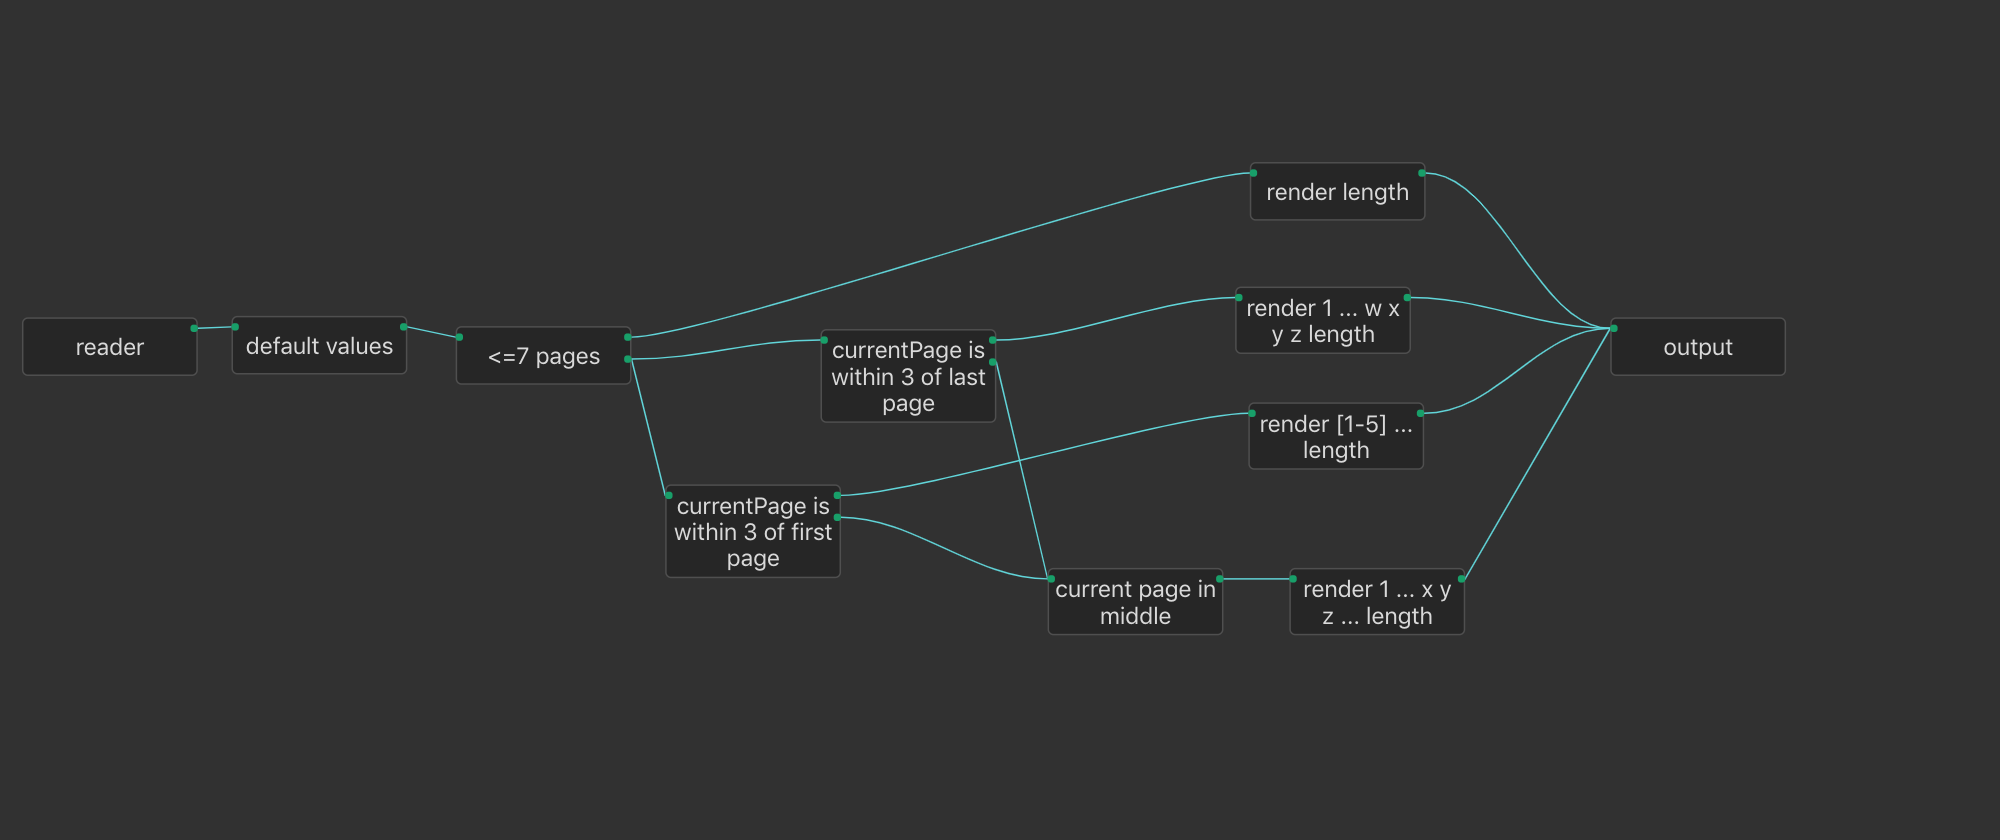 reader
default values
<=7 pages
currentPage is
within 3 of last
page
currentPage is
within 3 of first
page
current page in
middle
render length
render 1 ... w x
y z length
render [1-5] ...
length
render 1 ... x y
z ... length
output